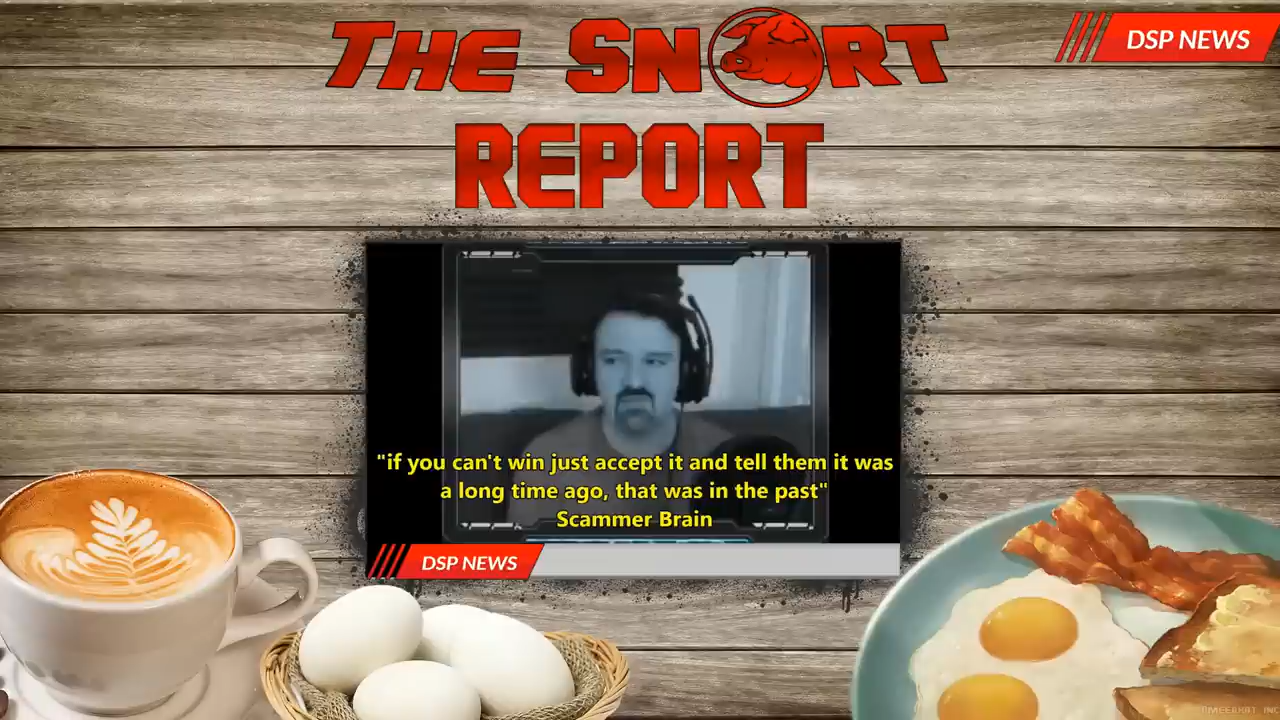 THE SNORT
REPORT
DSP NEWS
"if you can't win just accept it and tell them it was
a long time ago, that was in the past"
Scammer Brain
DSP NEWS